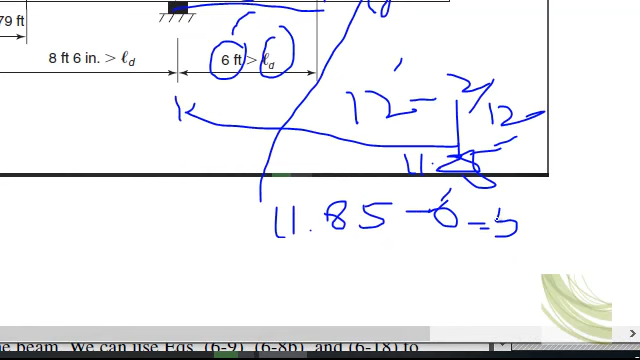 79 ft
8 ft 6 in. > ℓd
6 ft > ℓd
12' - 2/12 =
11.85 - 6' = 5
the beam. We can use Eqs. (6-9), (6-8b), and (6-18) to